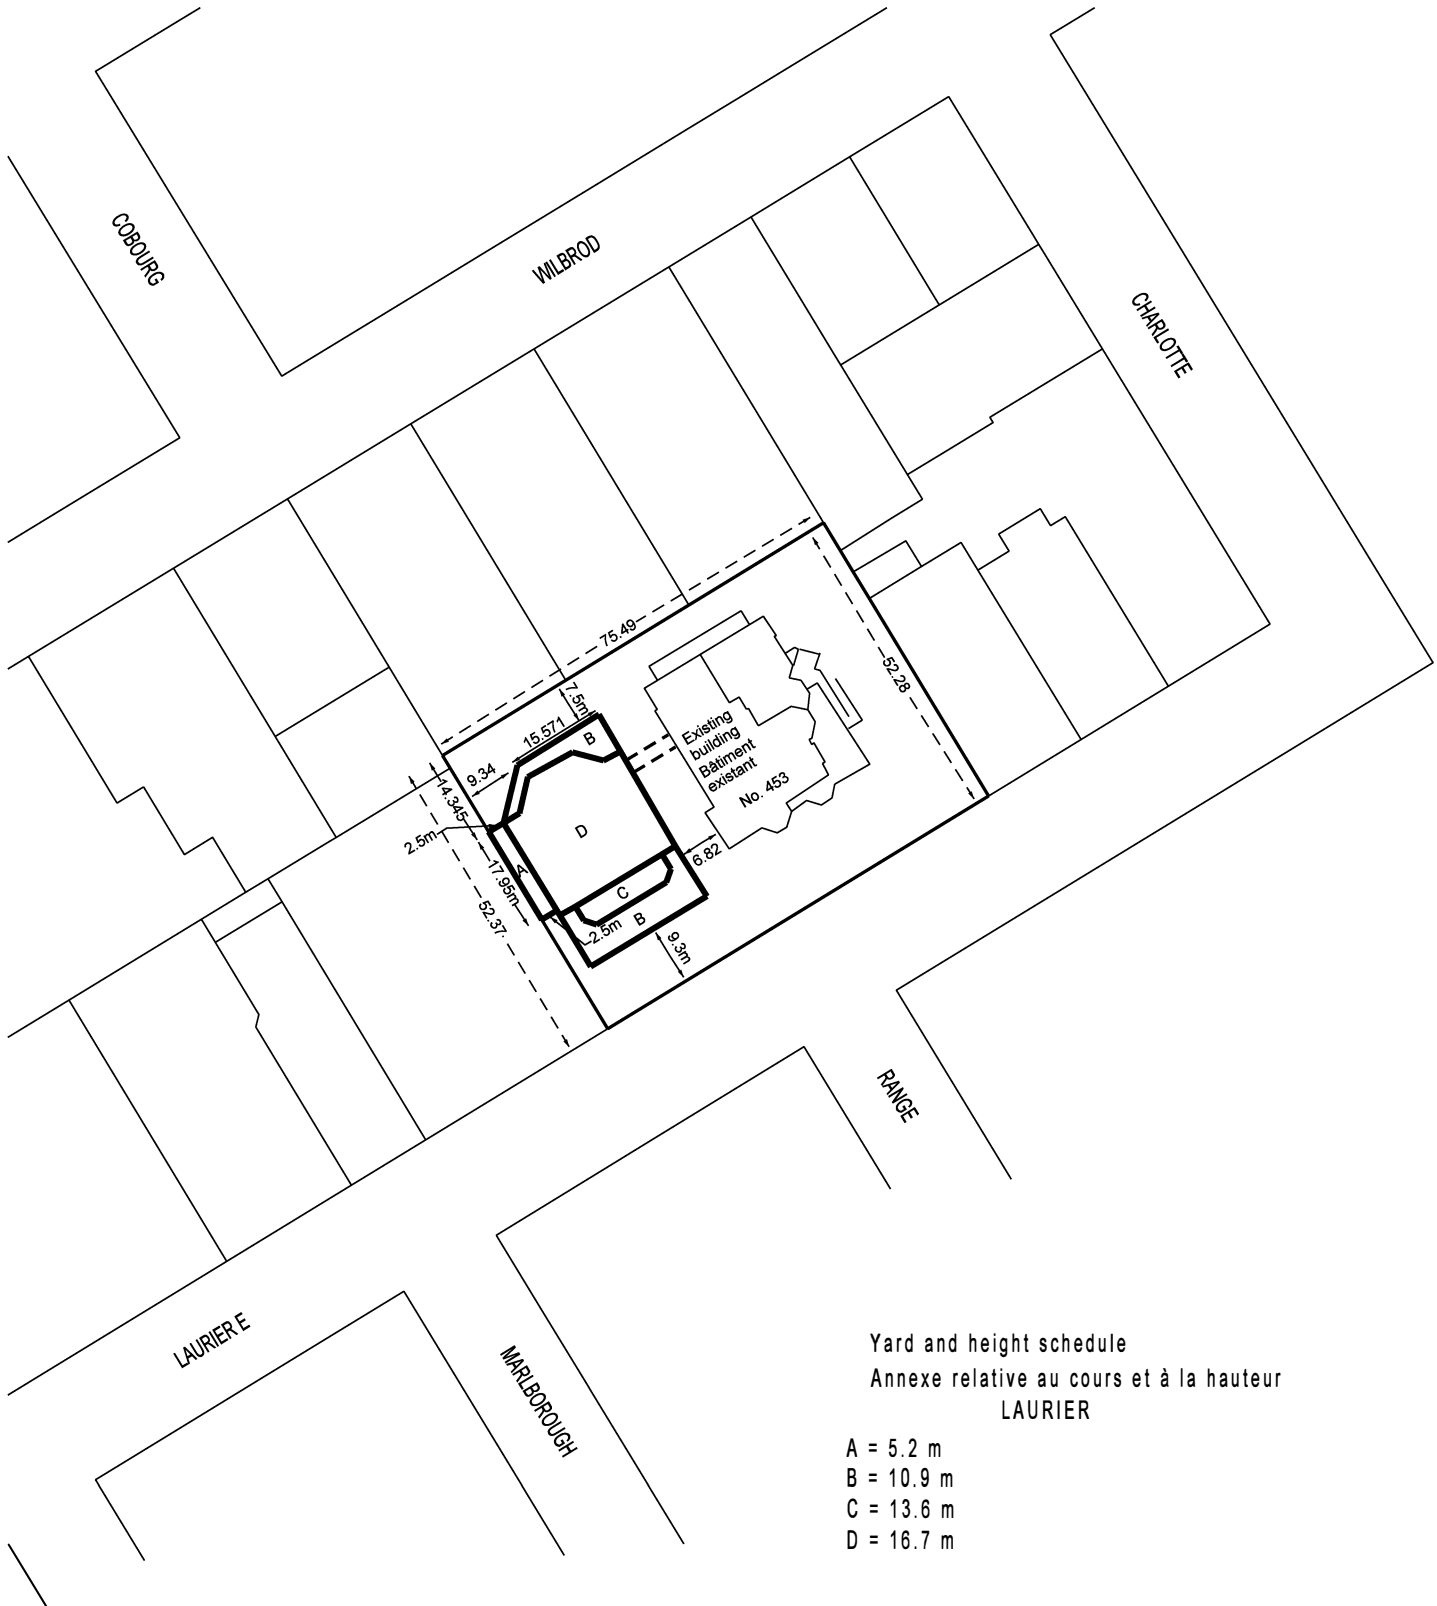 COBOURG
WILBROD
CHARLOTTE
75.49
52.28
7.5m
15.571
B
9.34
14.345
2.5m
Existing
building
Bâtiment
existant
No. 453
D
A
17.95m
6.82
C
52.37
2.5m
B
9.3m
RANGE
LAURIER E
MARLBOROUGH
Yard and height schedule
Annexe relative au cours et à la hauteur
LAURIER
A = 5.2 m
B = 10.9 m
C = 13.6 m
D = 16.7 m